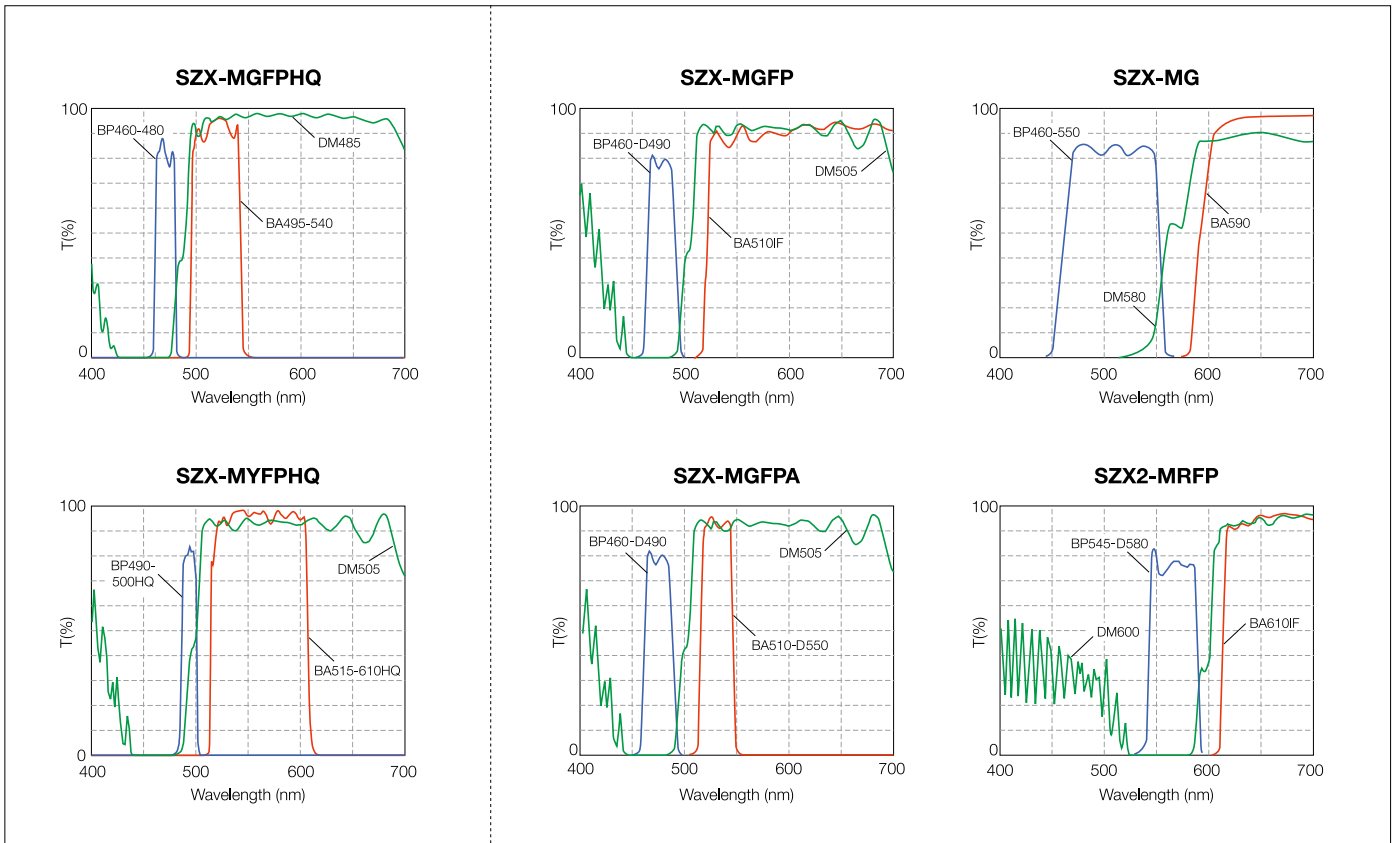 SZX-MGFPHQ
100
BP460-480
DM485
BA495-540
T(%)
0
400
500
600
700
Wavelength (nm)
SZX-MGFP
100
BP460-D490
DM505
BA510IF
T(%)
0
400
500
600
700
Wavelength (nm)
SZX-MG
100
BP460-550
BA590
DM580
T(%)
0
400
500
600
700
Wavelength (nm)
SZX-MYFPHQ
100
BP490-
500HQ
DM505
BA515-610HQ
T(%)
0
400
500
600
700
Wavelength (nm)
SZX-MGFPA
100
BP460-D490
DM505
BA510-D550
T(%)
0
400
500
600
700
Wavelength (nm)
SZX2-MRFP
100
BP545-D580
DM600
BA610IF
T(%)
0
400
500
600
700
Wavelength (nm)